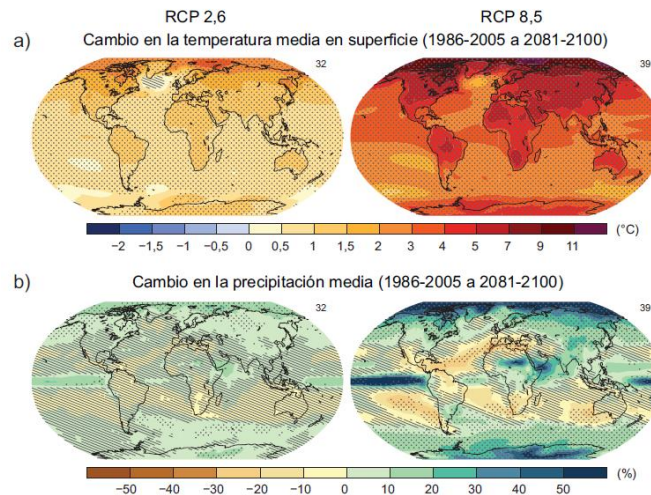 RCP 2,6 RCP 8,5
a) Cambio en la temperatura media en superficie (1986-2005 a 2081-2100)
32 39
−2 −1,5 −1 −0,5 0 0,5 1 1,5 2 3 4 5 7 9 11 (°C)
b) Cambio en la precipitación media (1986-2005 a 2081-2100)
32 39
−50 −40 −30 −20 −10 0 10 20 30 40 50 (%)